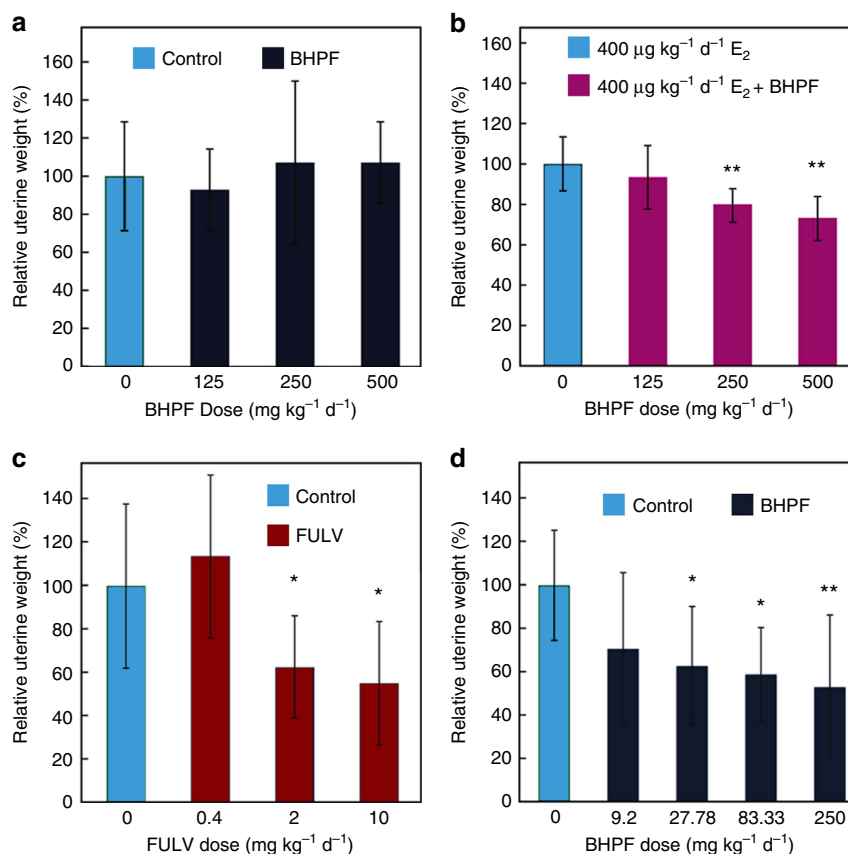 a
Relative uterine weight (%)
160
140
120
100
80
60
40
20
0
Control
BHPF
0 125 250 500
BHPF Dose (mg kg⁻¹ d⁻¹)
b
Relative uterine weight (%)
160
140
120
100
80
60
40
20
0
400 μg kg⁻¹ d⁻¹ E₂
400 μg kg⁻¹ d⁻¹ E₂ + BHPF
** **
0 125 250 500
BHPF dose (mg kg⁻¹ d⁻¹)
c
Relative uterine weight (%)
140
120
100
80
60
40
20
0
Control
FULV
* *
0 0.4 2 10
FULV dose (mg kg⁻¹ d⁻¹)
d
Relative uterine weight (%)
140
120
100
80
60
40
20
0
Control
BHPF
* * **
0 9.2 27.78 83.33 250
BHPF dose (mg kg⁻¹ d⁻¹)